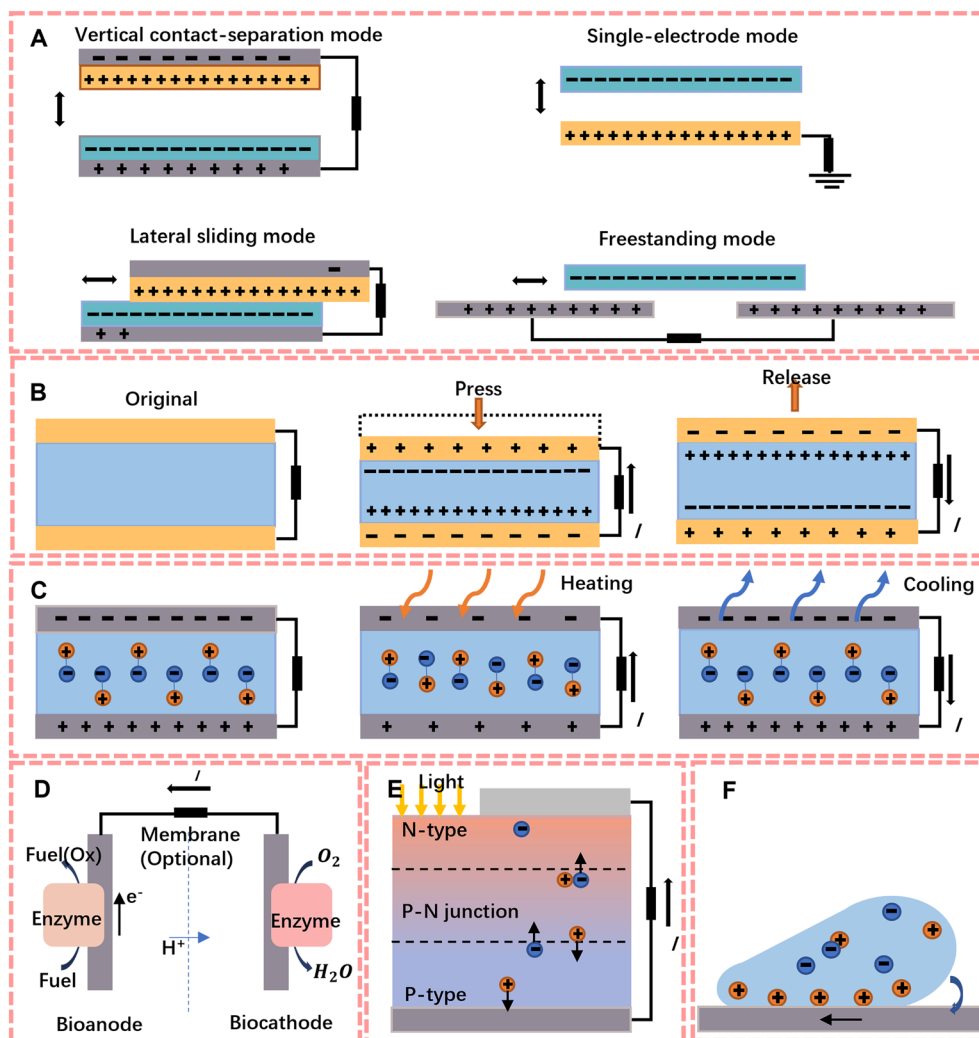 A
Vertical contact-separation mode
Single-electrode mode
Lateral sliding mode
Freestanding mode
B
Original
Press
Release
I
I
C
Heating
Cooling
I
I
D
I
Membrane
(Optional)
Fuel(Ox)
O₂
Enzyme
e⁻
Enzyme
H⁺
Fuel
H₂O
Bioanode
Biocathode
E
Light
N-type
P-N junction
I
P-type
F